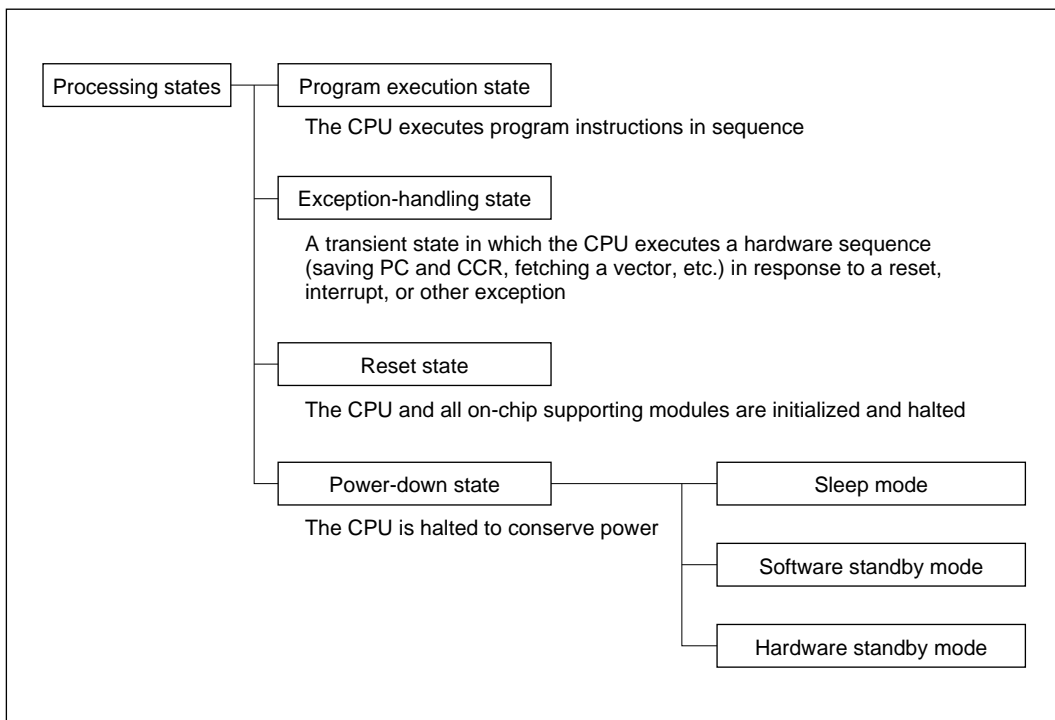 Processing states
Program execution state
The CPU executes program instructions in sequence
Exception-handling state
A transient state in which the CPU executes a hardware sequence
(saving PC and CCR, fetching a vector, etc.) in response to a reset,
interrupt, or other exception
Reset state
The CPU and all on-chip supporting modules are initialized and halted
Power-down state
The CPU is halted to conserve power
Sleep mode
Software standby mode
Hardware standby mode